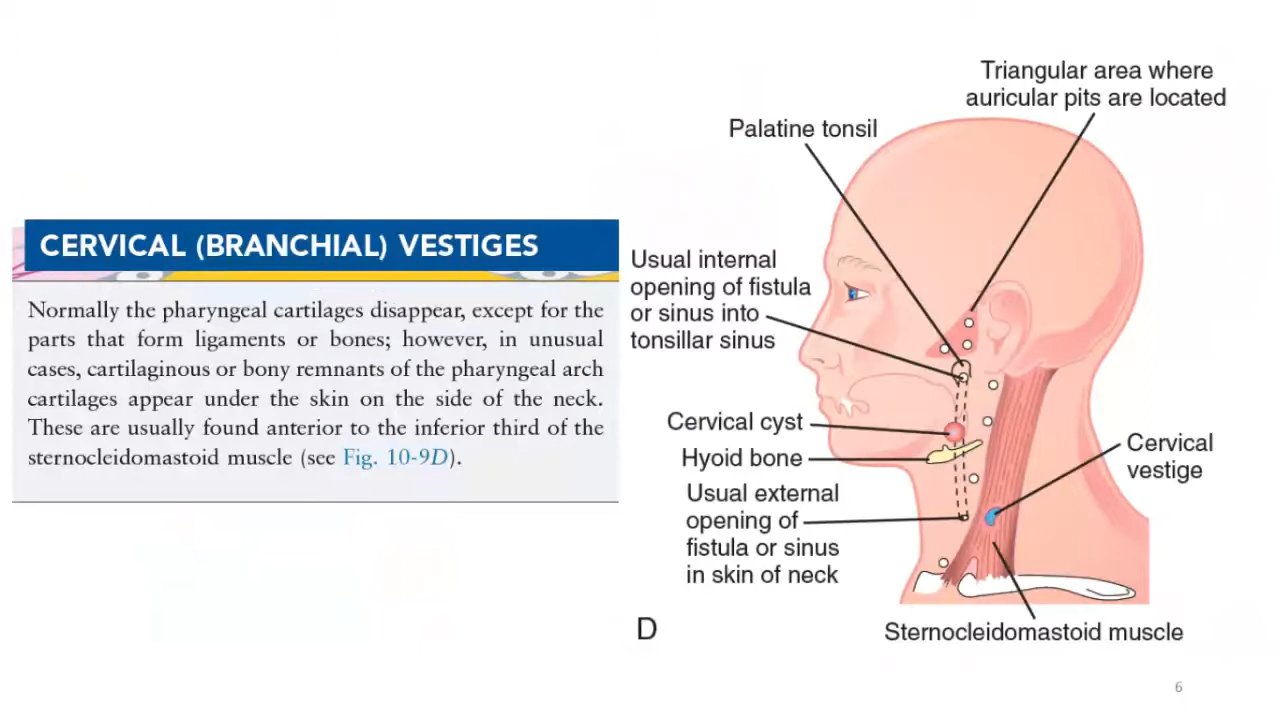 CERVICAL (BRANCHIAL) VESTIGES
Normally the pharyngeal cartilages disappear, except for the
parts that form ligaments or bones; however, in unusual
cases, cartilaginous or bony remnants of the pharyngeal arch
cartilages appear under the skin on the side of the neck.
These are usually found anterior to the inferior third of the
sternocleidomastoid muscle (see Fig. 10-9D).
Triangular area where
auricular pits are located
Palatine tonsil
Usual internal
opening of fistula
or sinus into
tonsillar sinus
Cervical cyst
Hyoid bone
Usual external
opening of
fistula or sinus
in skin of neck
Cervical
vestige
D
Sternocleidomastoid muscle
6